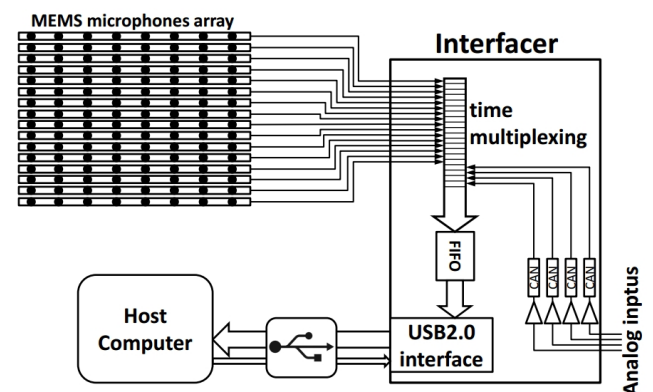 MEMS microphones array
Interfacer
time
multiplexing
FIFO
CAN
CAN
CAN
CAN
Analog inptus
USB2.0
interface
Host
Computer